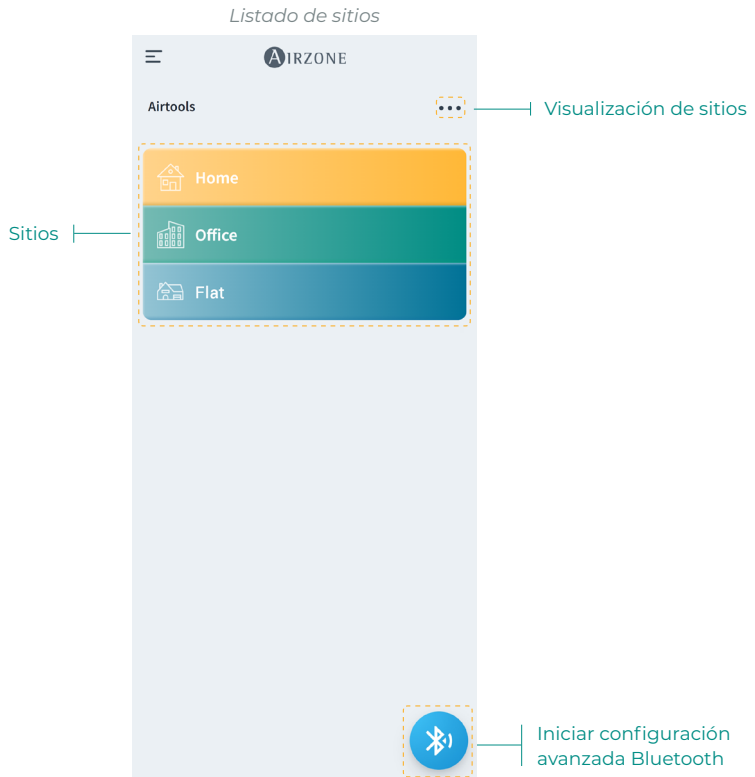 Listado de sitios
AIRZONE
Airtools
Visualización de sitios
Home
Sitios
Office
Flat
Iniciar configuración
avanzada Bluetooth